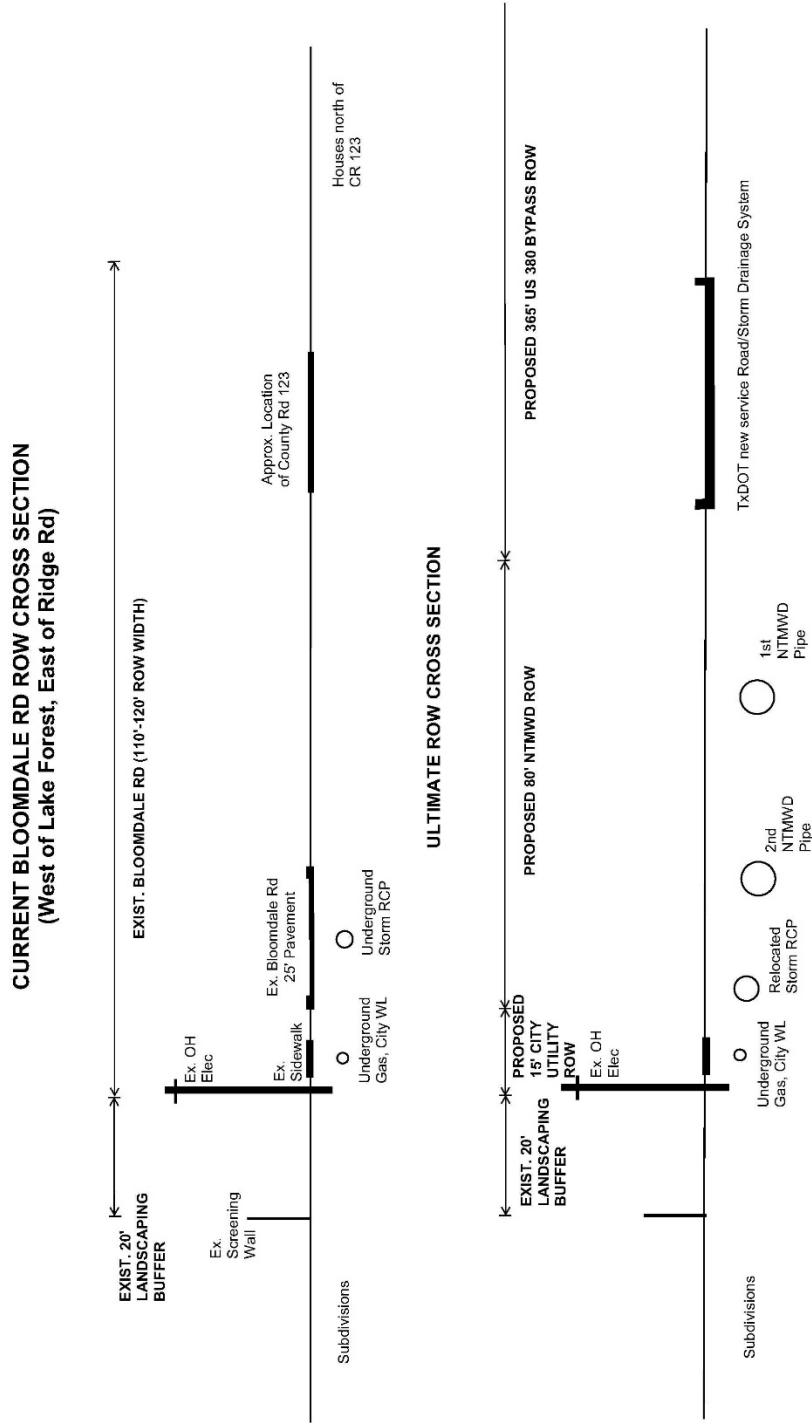 CURRENT BLOOMDALE RD ROW CROSS SECTION
(West of Lake Forest, East of Ridge Rd)
EXIST. 20'
LANDSCAPING
BUFFER
EXIST. BLOOMDALE RD (110'-120' ROW WIDTH)
Ex.
Screening
Wall
Ex. OH
Elec
Ex.
Sidewalk
Ex. Bloomdale Rd
25' Pavement
Approx. Location
of County Rd 123
Subdivisions
Underground
Gas, City WL
Underground
Storm RCP
Houses north of
CR 123
ULTIMATE ROW CROSS SECTION
EXIST. 20'
LANDSCAPING
BUFFER
PROPOSED
15' CITY
UTILITY
ROW
PROPOSED 80' NTMWD ROW
PROPOSED 365' US 380 BYPASS ROW
Ex. OH
Elec
Subdivisions
Underground
Gas, City WL
Relocated
Storm RCP
2nd
NTMWD
Pipe
1st
NTMWD
Pipe
TxDOT new service Road/Storm Drainage System